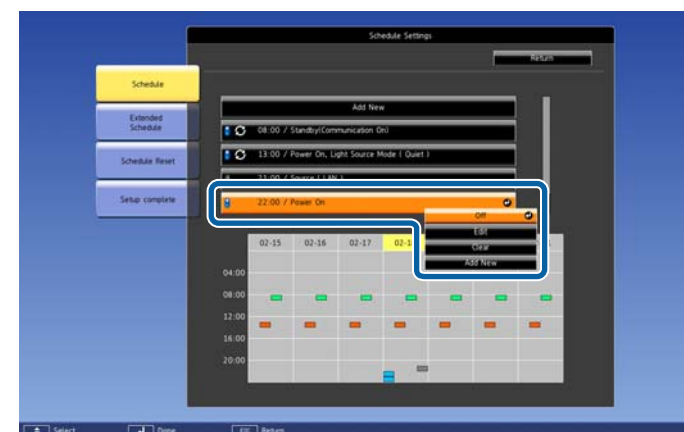 Schedule Settings
Return
Schedule
Extended
Schedule
Schedule Reset
Setup complete
Add New
08:00 / Standby(Communication On)
13:00 / Power On, Light Source Mode ( Quiet )
21:00 / Source ( LAN )
22:00 / Power On
Off
Edit
Clear
Add New
02-15 02-16 02-17
04:00
08:00
12:00
16:00
20:00
Select Done Esc Return